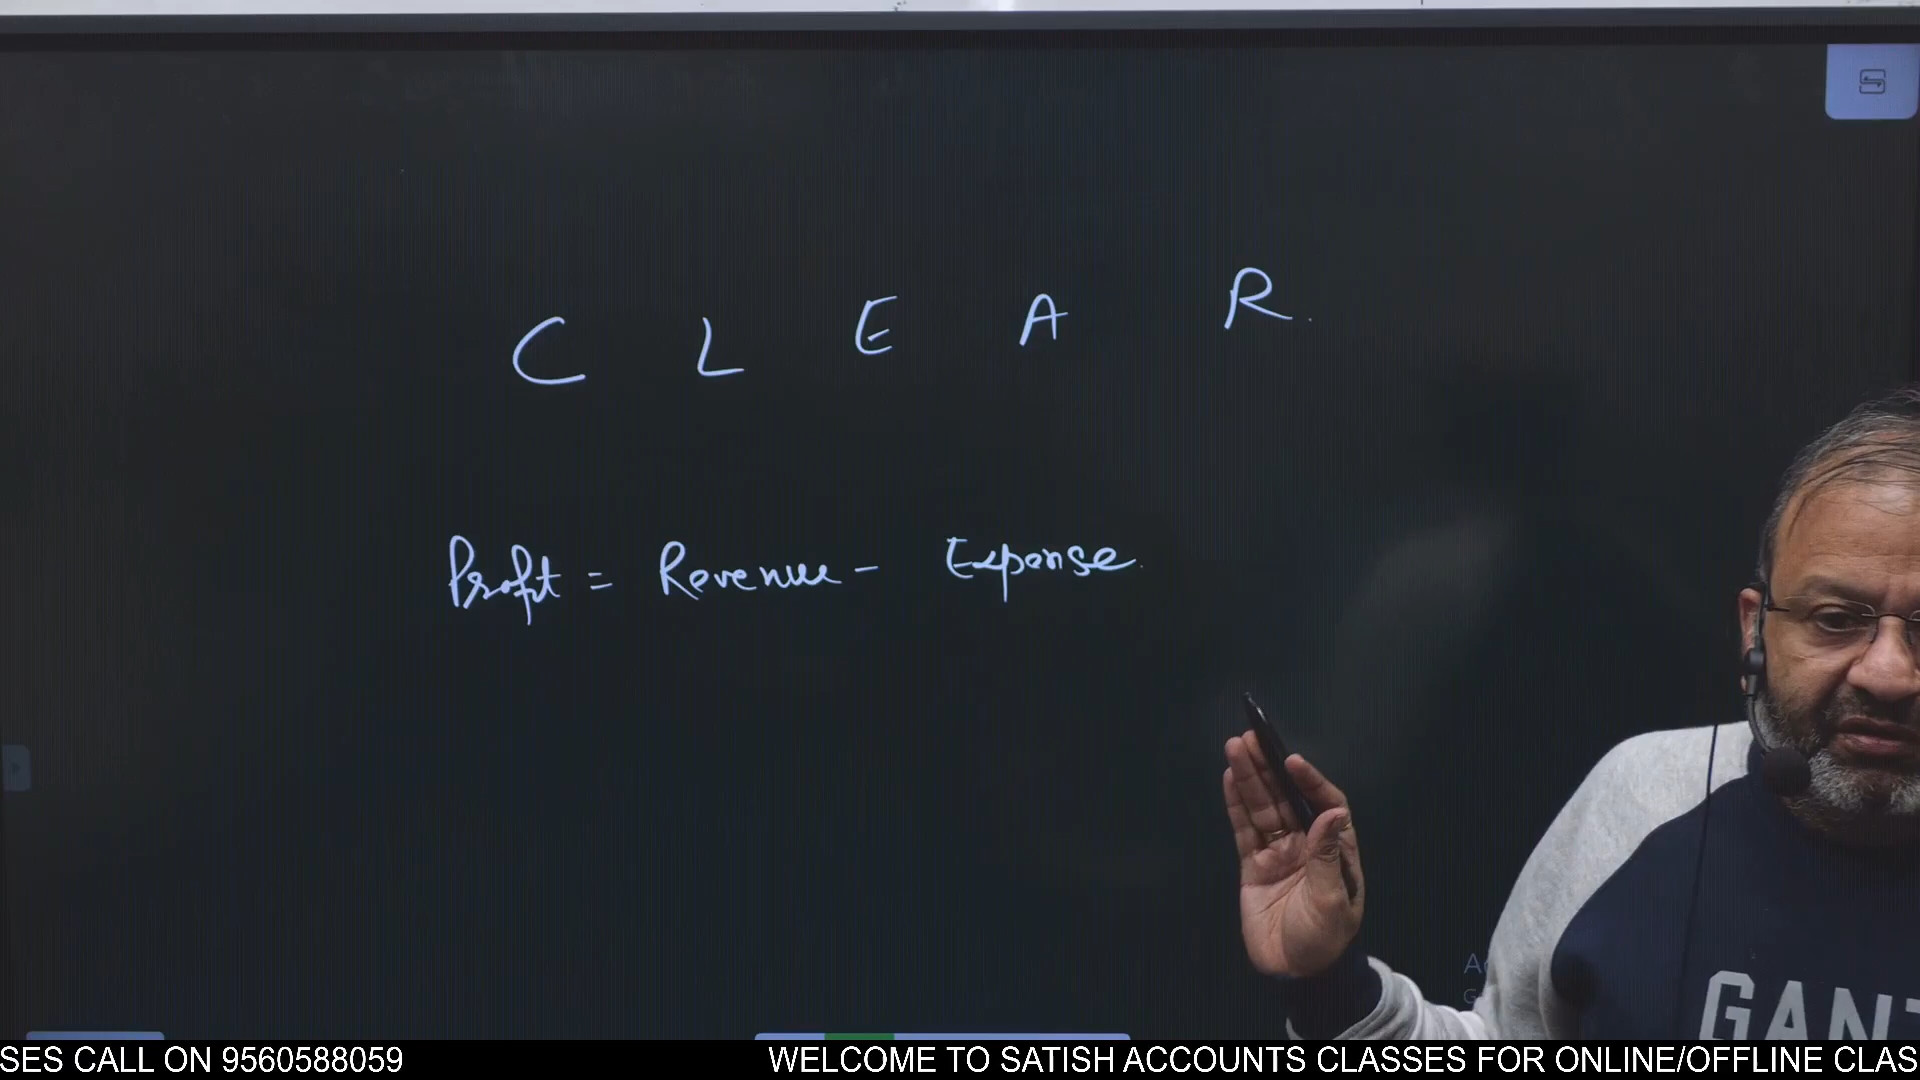 C L E A R.
Profit = Revenue - Expense.
GANT
SES CALL ON 9560588059 WELCOME TO SATISH ACCOUNTS CLASSES FOR ONLINE/OFFLINE CLAS